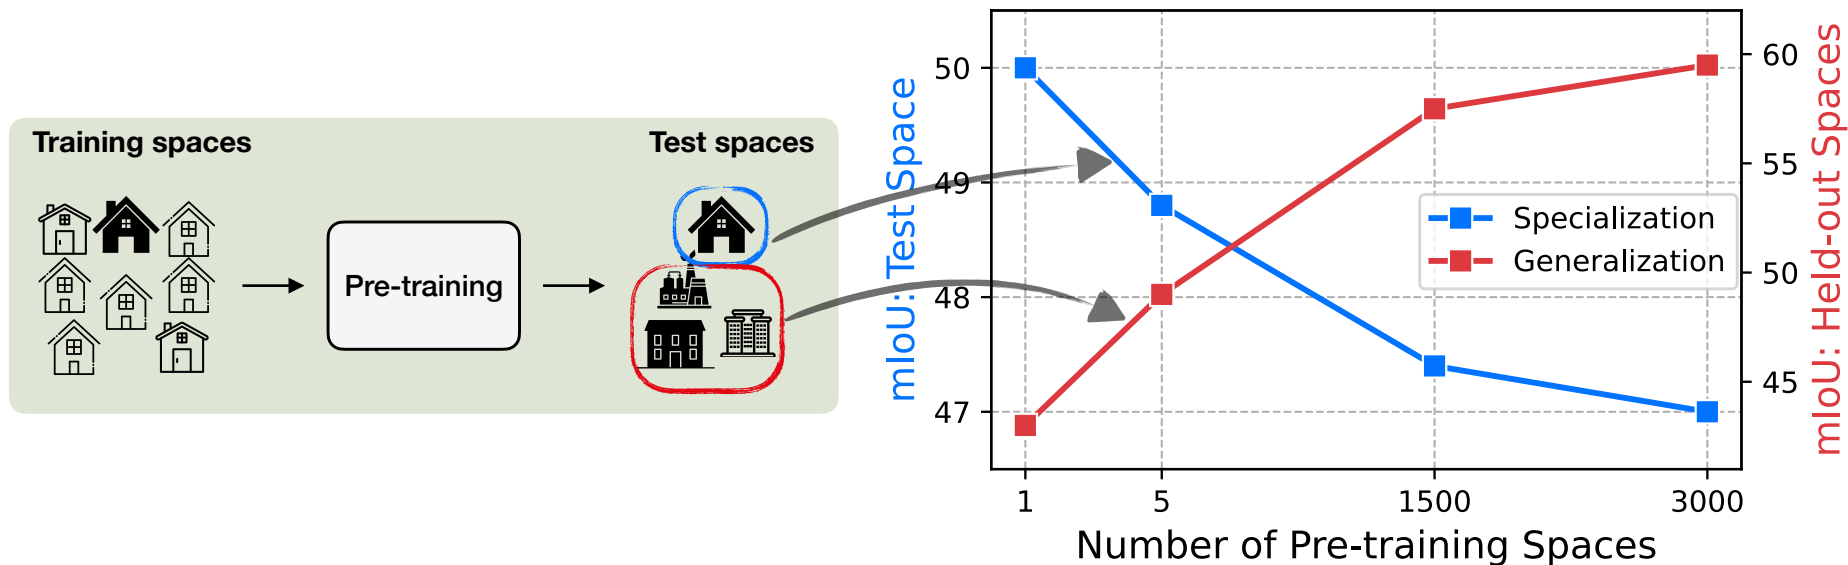 Training spaces
Test spaces
Pre-training
mIoU: Test Space
50
49
48
47
60
55
50
45
mIoU: Held-out Spaces
Specialization
Generalization
1 5 1500 3000
Number of Pre-training Spaces